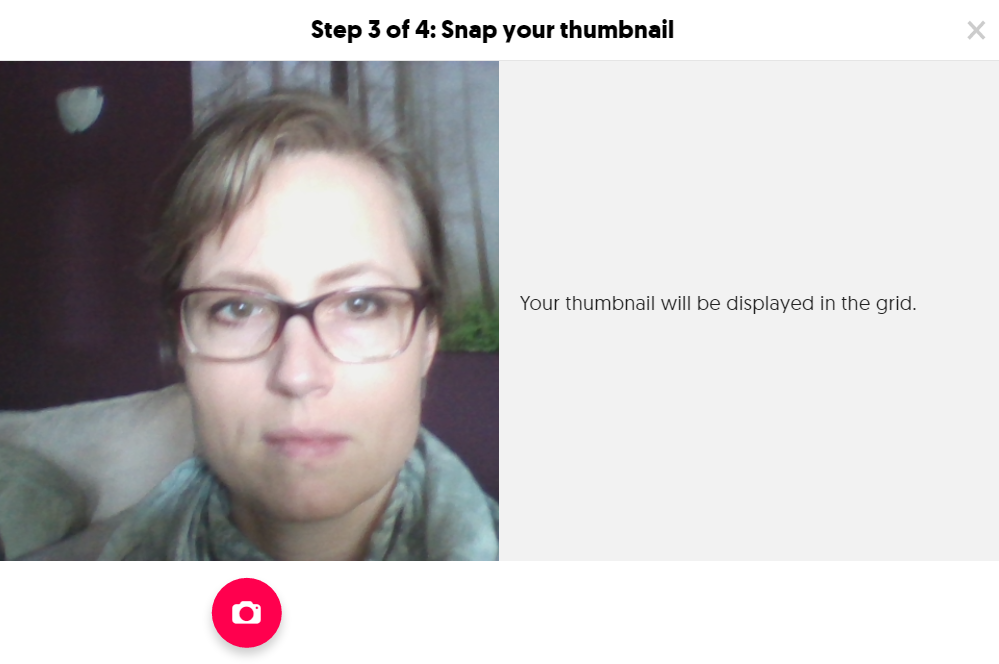 Step 3 of 4: Snap your thumbnail
Your thumbnail will be displayed in the grid.